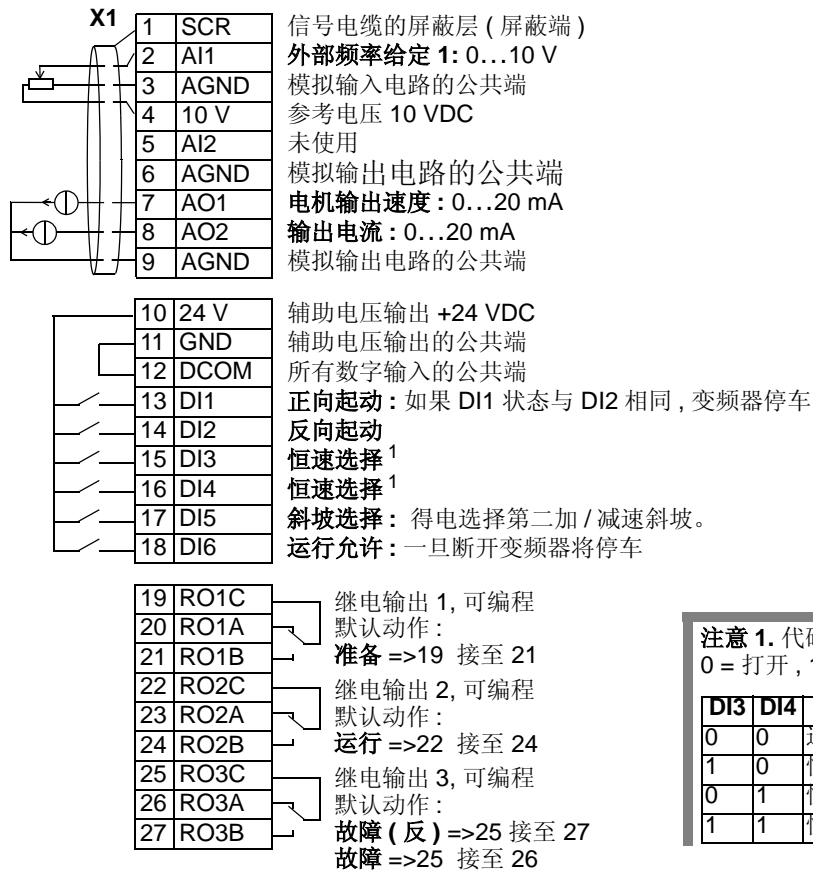 X1
1 SCR 信号电缆的屏蔽层 ( 屏蔽端 )
2 AI1 外部频率给定 1: 0…10 V
3 AGND 模拟输入电路的公共端
4 10 V 参考电压 10 VDC
5 AI2 未使用
6 AGND 模拟输出电路的公共端
7 AO1 电机输出速度 : 0…20 mA
8 AO2 输出电流 : 0…20 mA
9 AGND 模拟输出电路的公共端
10 24 V 辅助电压输出 +24 VDC
11 GND 辅助电压输出的公共端
12 DCOM 所有数字输入的公共端
13 DI1 正向起动 : 如果 DI1 状态与 DI2 相同 , 变频器停车
14 DI2 反向起动
15 DI3 恒速选择 1
16 DI4 恒速选择 1
17 DI5 斜坡选择 : 得电选择第二加 / 减速斜坡。
18 DI6 运行允许 : 一旦断开变频器将停车
19 RO1C 继电输出 1, 可编程
20 RO1A 默认动作 :
21 RO1B 准备 =>19 接至 21
22 RO2C 继电输出 2, 可编程
23 RO2A 默认动作 :
24 RO2B 运行 =>22 接至 24
25 RO3C 继电输出 3, 可编程
26 RO3A 默认动作 :
27 RO3B 故障 ( 反 ) =>25 接至 27
故障 =>25 接至 26
注意 1. 代
0 = 打开 ,
DI3 DI4
0 0
1 0
0 1
1 1